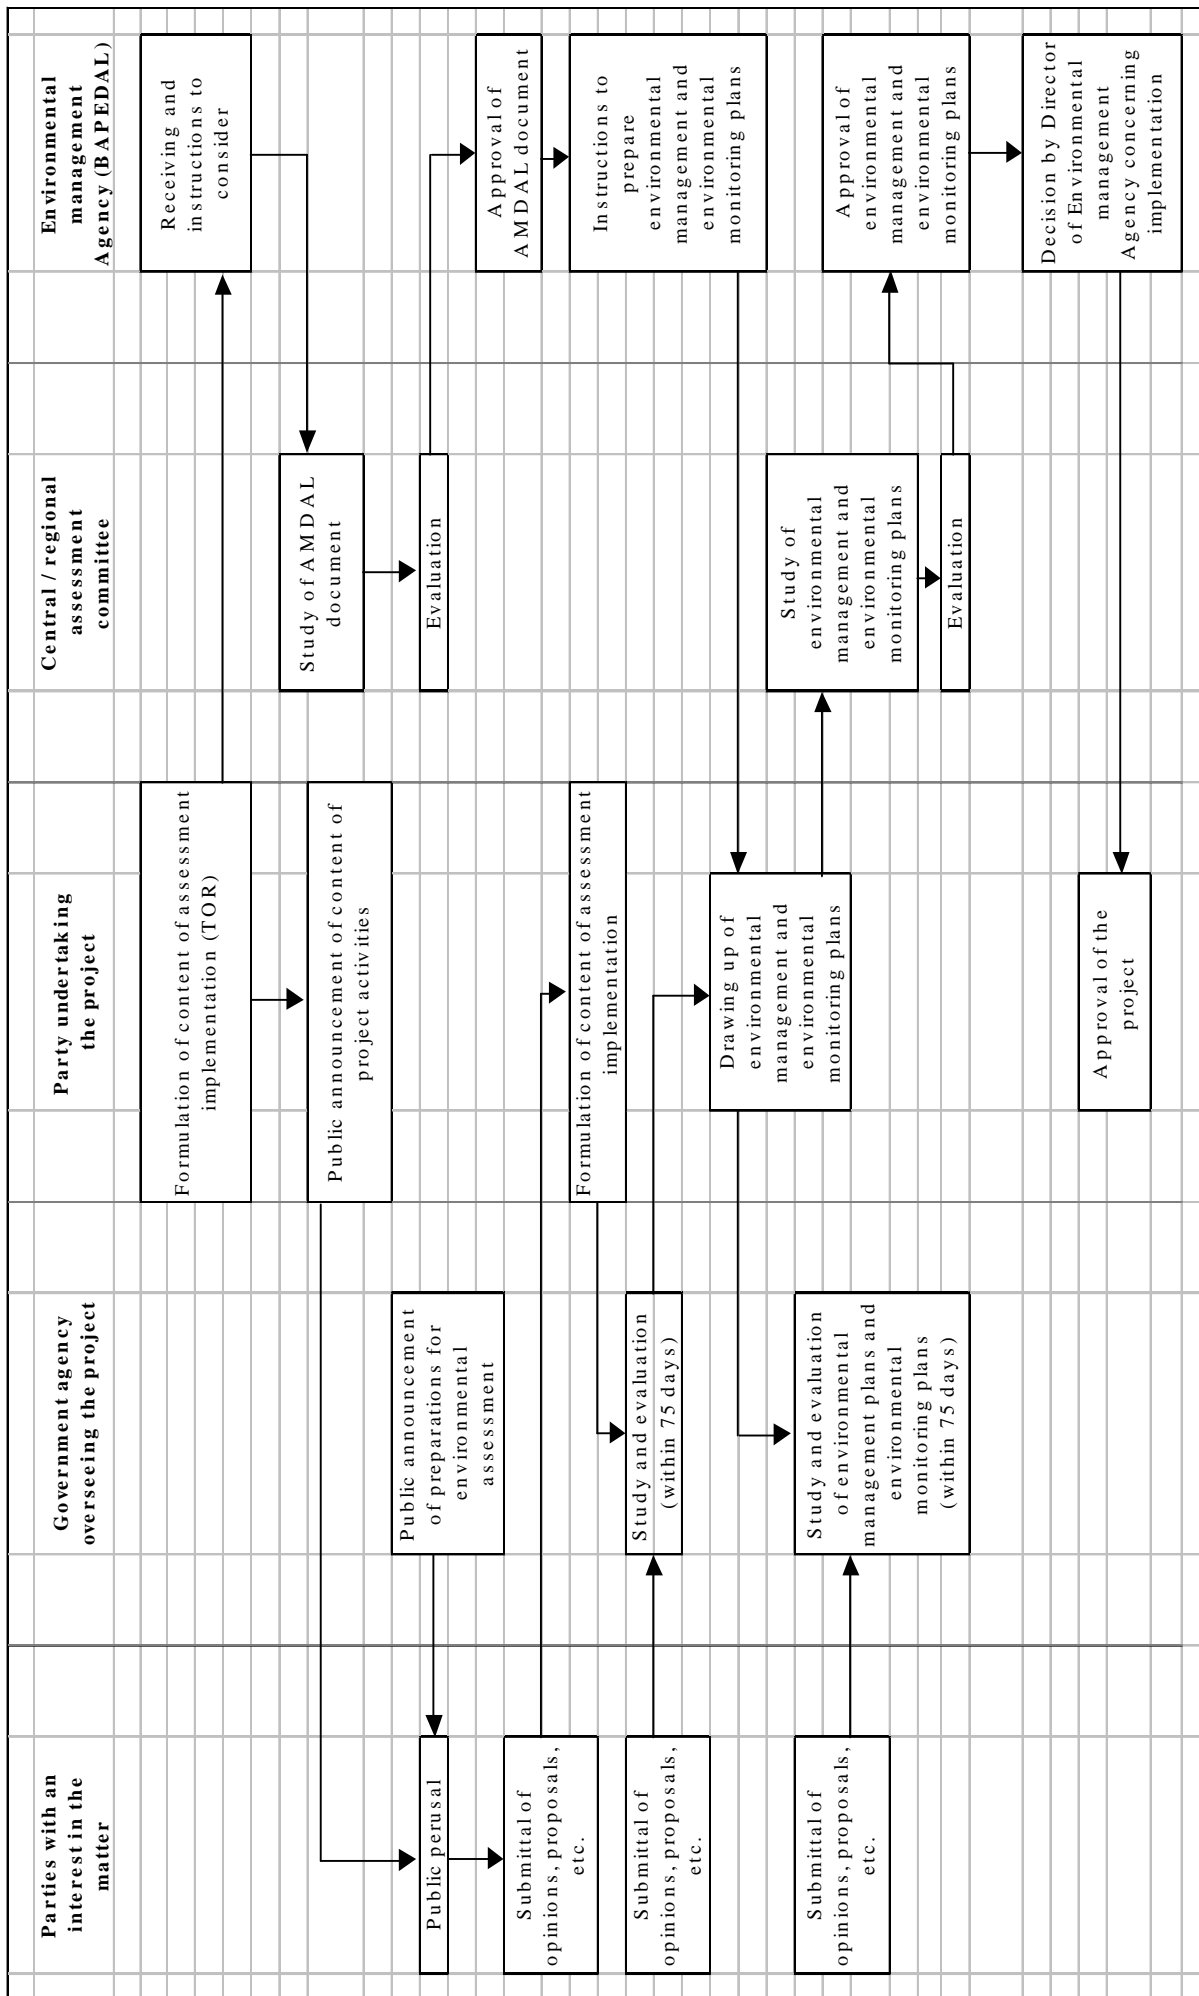 Parties with an
interest in the
matter
Government agency
overseeing the project
Party undertaking
the project
Central / regional
assessment
committee
Environmental
management
Agency (BAPEDAL)
Formulation of content of assessment
implementation (TOR)
Receiving and
instructions to
consider
Public announcement of content of
project activities
Study of AMDAL
document
Public announcement
of preparations for
environmental
assessment
Public perusal
Evaluation
Approval of
AMDAL document
Submittal of
opinions, proposals,
etc.
Formulation of content of assessment
implementation
Instructions to
prepare
environmental
management and
environmental
monitoring plans
Submittal of
opinions, proposals,
etc.
Study and evaluation
(within 75 days)
Drawing up of
environmental
management and
environmental
monitoring plans
Study of
environmental
management and
environmental
monitoring plans
Submittal of
opinions, proposals,
etc.
Study and evaluation
of environmental
management plans and
environmental
monitoring plans
(within 75 days)
Approval of
environmental
management and
environmental
monitoring plans
Evaluation
Decision by Director
of Environmental
management
Agency concerning
implementation
Approval of the
project